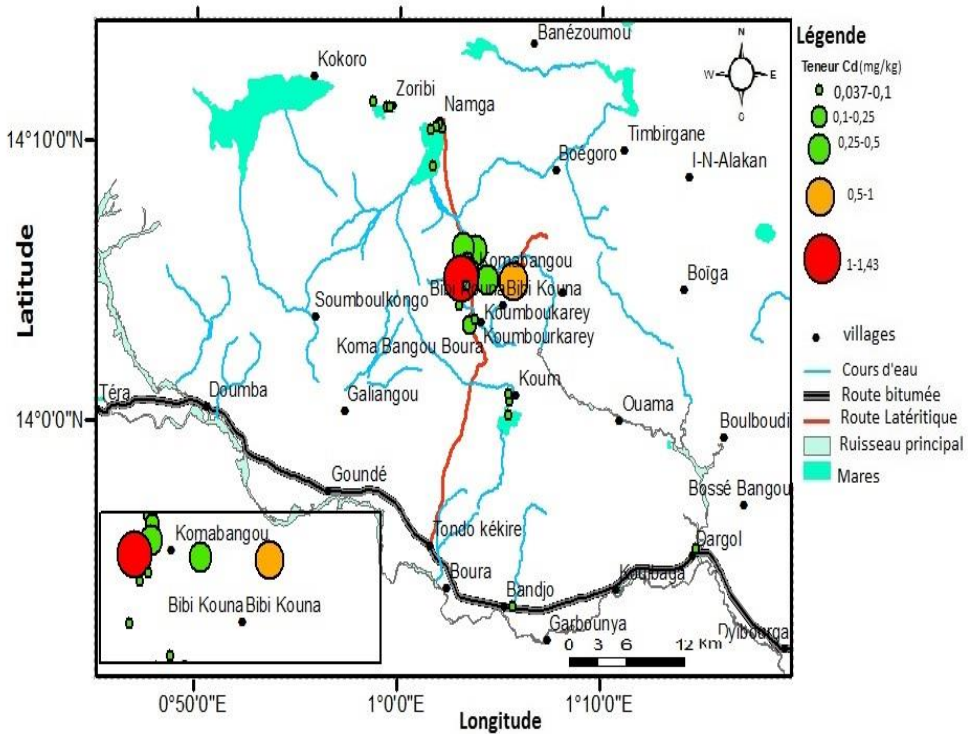 Légende
Teneur Cd(mg/kg)
0,037-0,1
0,1-0,25
0,25-0,5
0,5-1
1-1,43
villages
Cours d'eau
Route bitumée
Route Latéritique
Ruisseau principal
Mares
N
W
E
Banézoumou
Kokoro
Zoribi
Namga
14°10'0"N
Timbirgane
Boëgoro
I-N-Alakan
Komabangou
Bibi Kouna
Bibi Kouna
Boïga
Soumboulkongo
Koumboukarey
Koumbourkarey
Koma Bangou Boura
Koum
Téra
Doumba
Galiangou
14°0'0"N
Ouama
Boulboudi
Goundé
Bossé Bangou
Tondo kékire
Dargol
Komabangou
Boura
Bandjo
Garbounya
Bibi Kouna
Bibi Kouna
0 3 6 12 Km
0°50'0"E
1°0'0"E
1°10'0"E
Latitude
Longitude